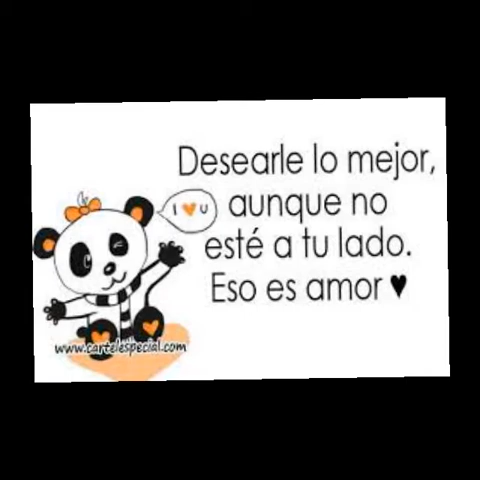 Desearle lo mejor,
I ♥ U
aunque no
esté a tu lado.
Eso es amor ♥
www.cartelespecial.com